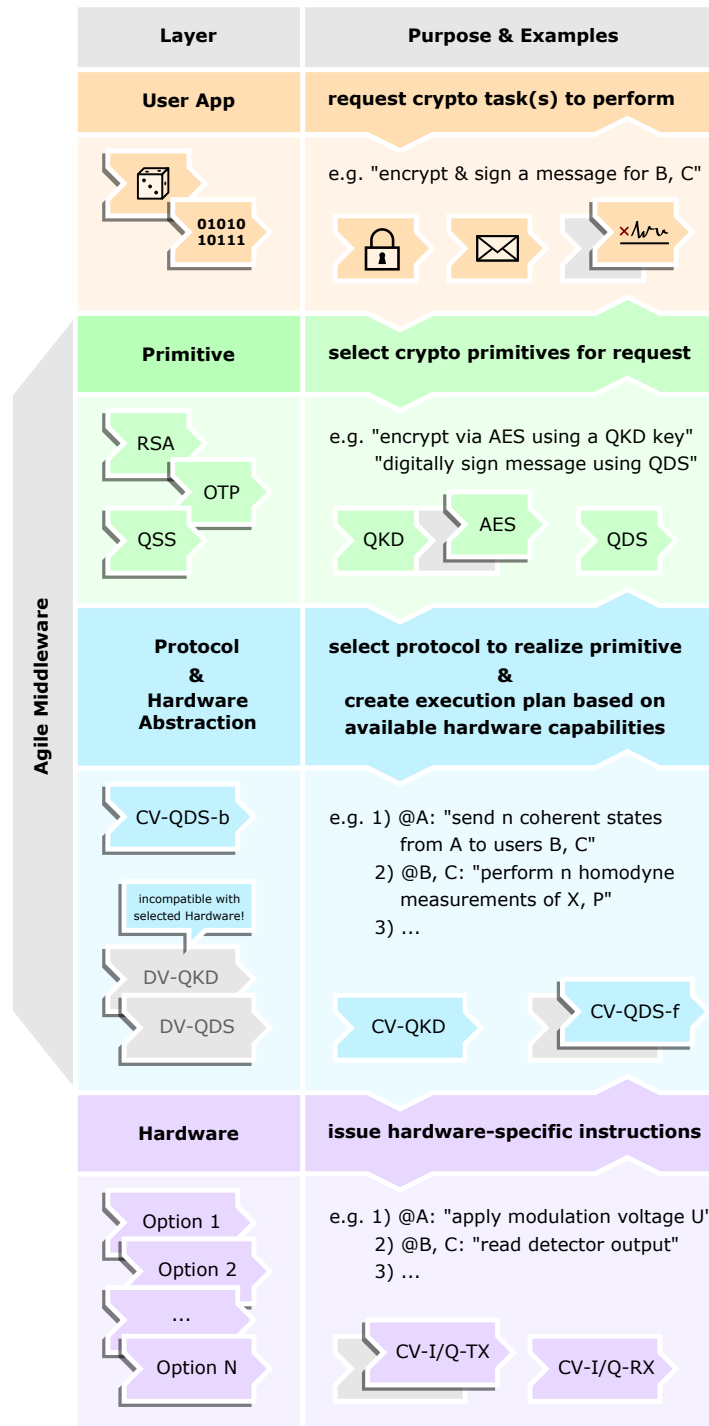 Layer
Purpose & Examples
User App
request crypto task(s) to perform
01010
10111
e.g. "encrypt & sign a message for B, C"
Agile Middleware
Primitive
select crypto primitives for request
RSA
OTP
QSS
e.g. "encrypt via AES using a QKD key"
"digitally sign message using QDS"
QKD
AES
QDS
Protocol
&
Hardware
Abstraction
select protocol to realize primitive
&
create execution plan based on
available hardware capabilities
CV-QDS-b
incompatible with
selected Hardware!
DV-QKD
DV-QDS
e.g. 1) @A: "send n coherent states
from A to users B, C"
2) @B, C: "perform n homodyne
measurements of X, P"
3) ...
CV-QKD
CV-QDS-f
Hardware
issue hardware-specific instructions
Option 1
Option 2
...
Option N
e.g. 1) @A: "apply modulation voltage U"
2) @B, C: "read detector output"
3) ...
CV-I/Q-TX
CV-I/Q-RX